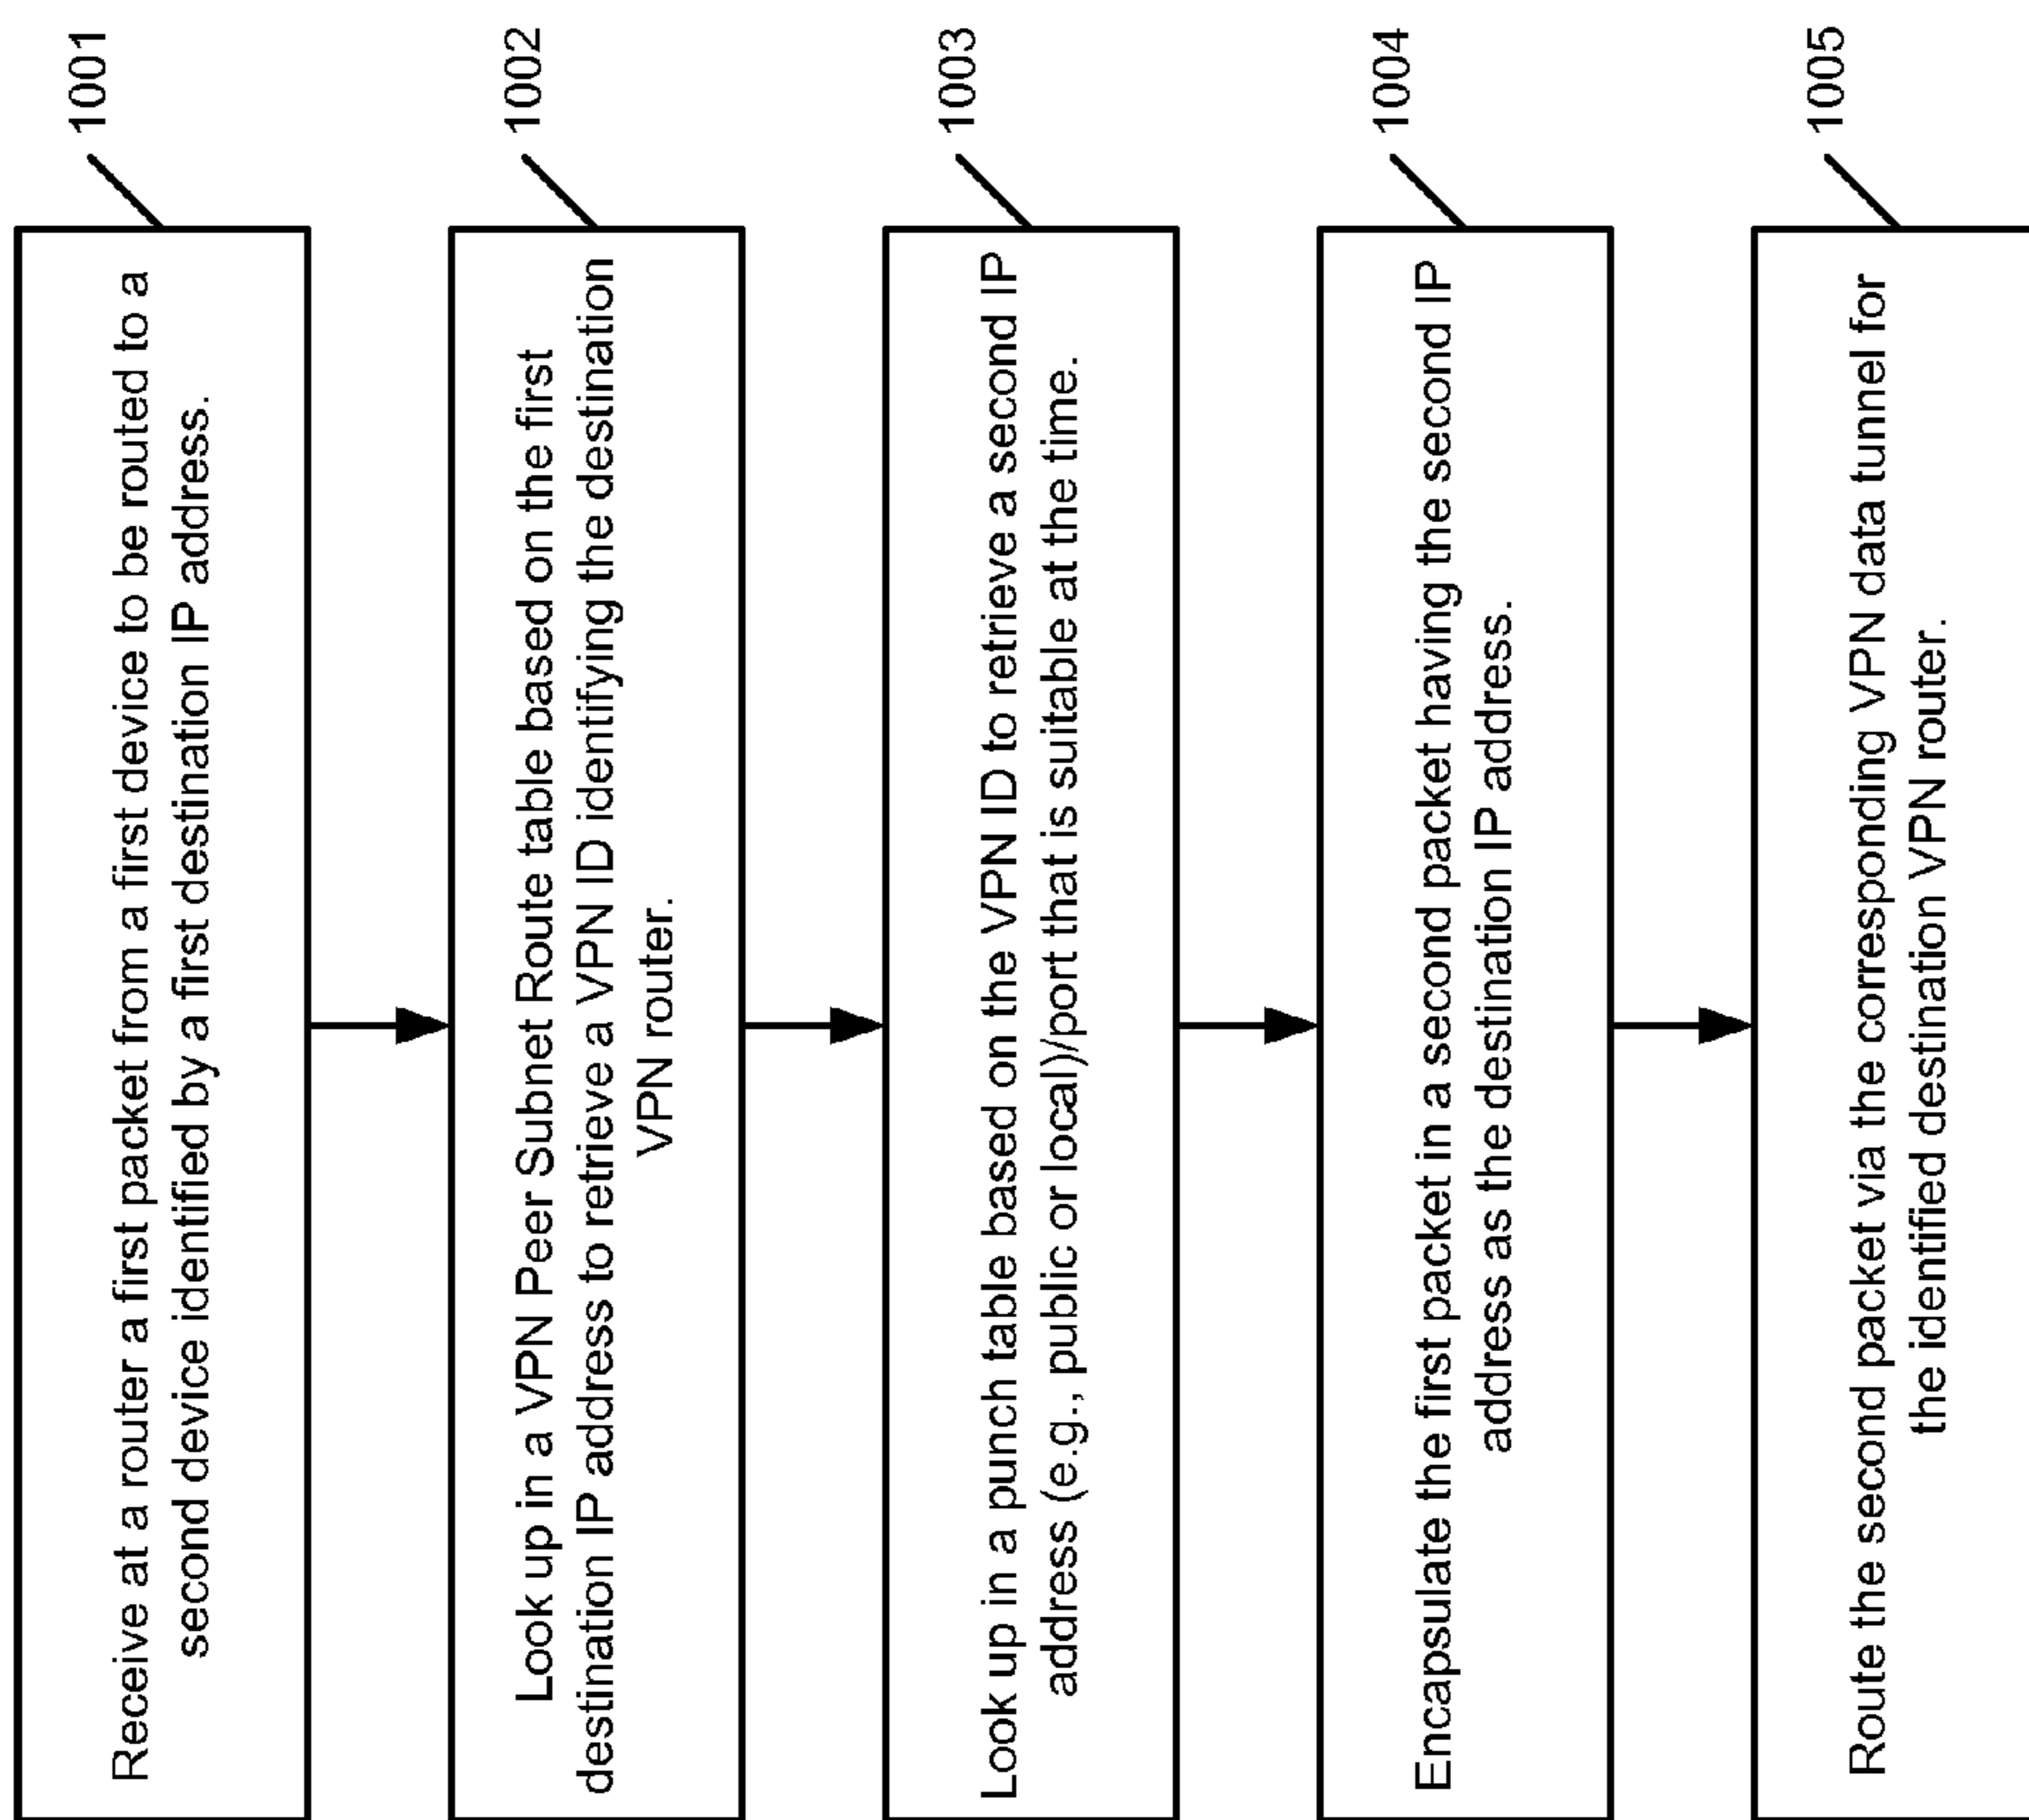 Receive at a router a first packet from a first device to be routed to a
second device identified by a first destination IP address.
1001
Look up in a VPN Peer Subnet Route table based on the first
destination IP address to retrieve a VPN ID identifying the destination
VPN router.
1002
Look up in a punch table based on the VPN ID to retrieve a second IP
address (e.g., public or local)/port that is suitable at the time.
1003
Encapsulate the first packet in a second packet having the second IP
address as the destination IP address.
1004
Route the second packet via the corresponding VPN data tunnel for
the identified destination VPN router.
1005